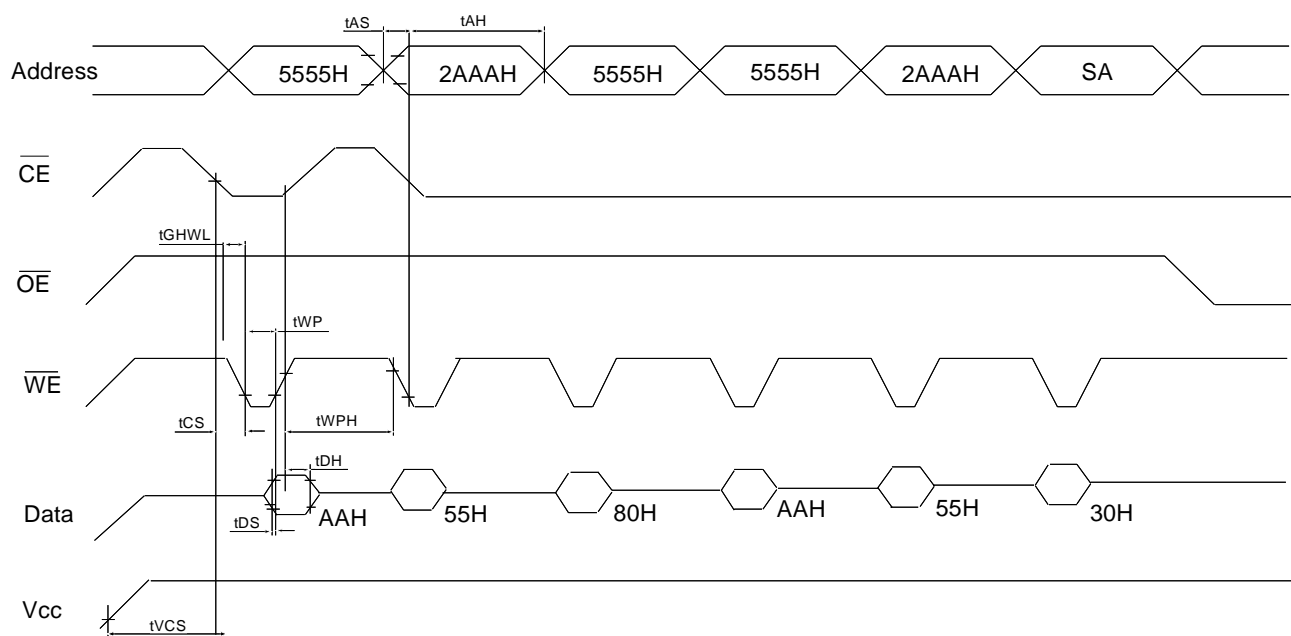 tAS tAH
Address 5555H 2AAAH 5555H 5555H 2AAAH SA
CE
tGHWL
OE
tWP
WE
tCS tWPH
tDH
Data AAH 55H 80H AAH 55H 30H
tDS
Vcc
tVCS